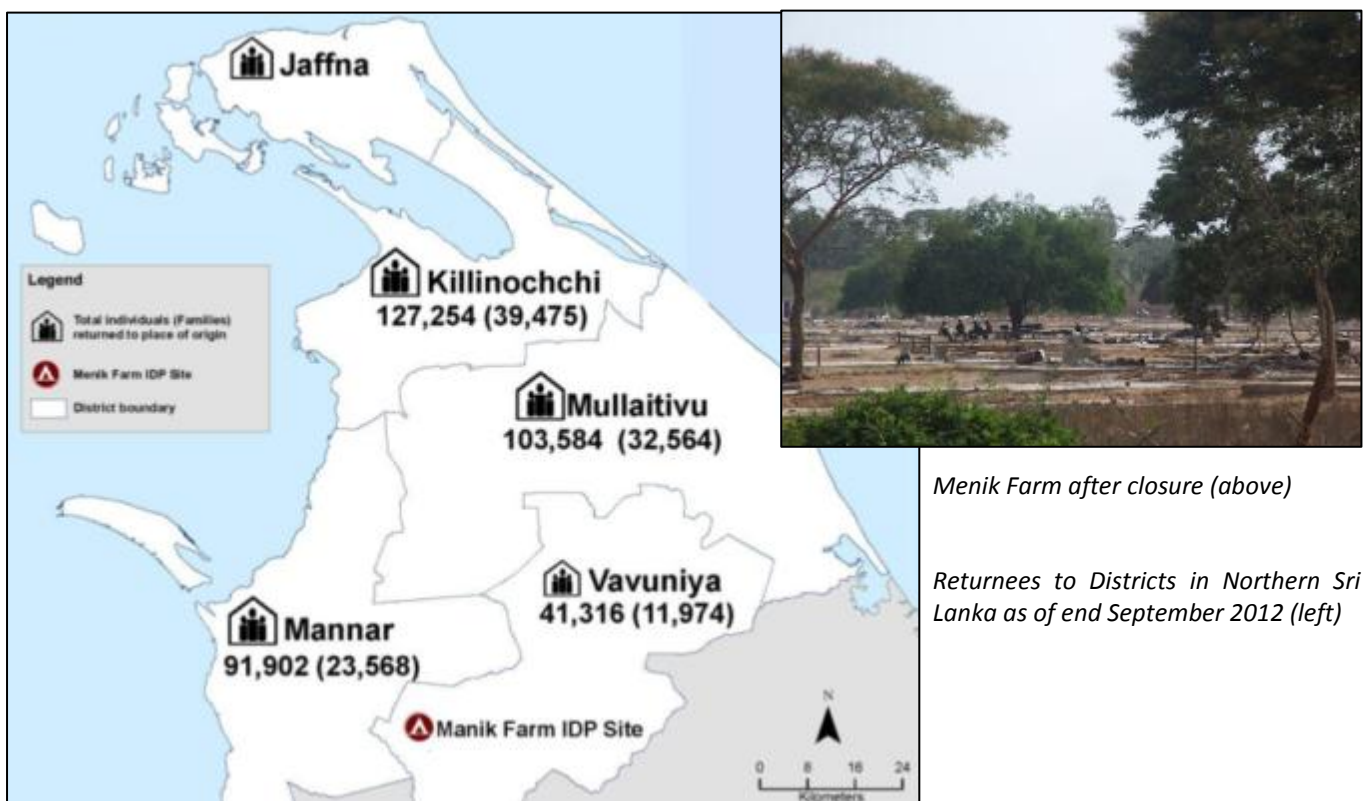 Jaffna
Killinochchi
127,254 (39,475)
Legend
Total individuals (Families)
returned to place of origin
Menik Farm IDP Site
District boundary
Mullaitivu
103,584 (32,564)
Vavuniya
41,316 (11,974)
Mannar
91,902 (23,568)
Manik Farm IDP Site
N
0 8 16 24
Kilometers
Menik Farm after closure (above)
Returnees to Districts in Northern Sri
Lanka as of end September 2012 (left)